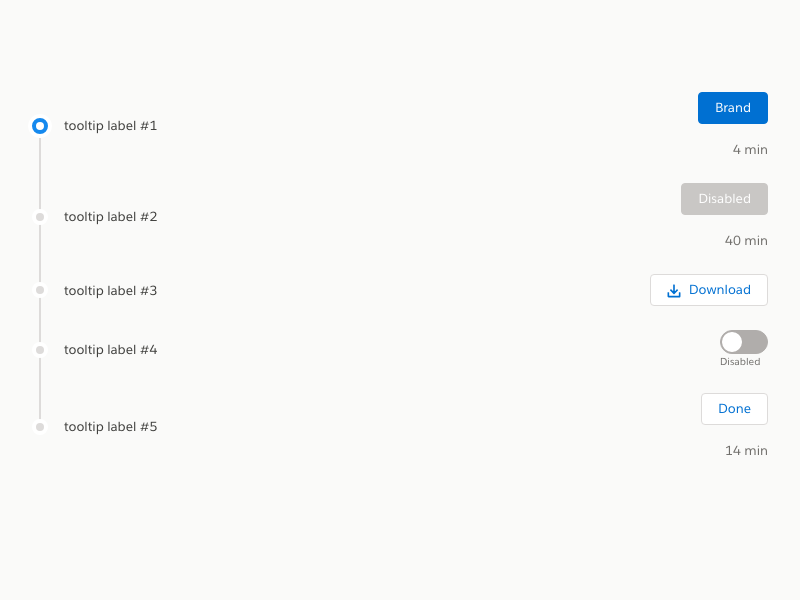 tooltip label #1
Brand
4 min
tooltip label #2
Disabled
40 min
tooltip label #3
Download
tooltip label #4
Disabled
tooltip label #5
Done
14 min